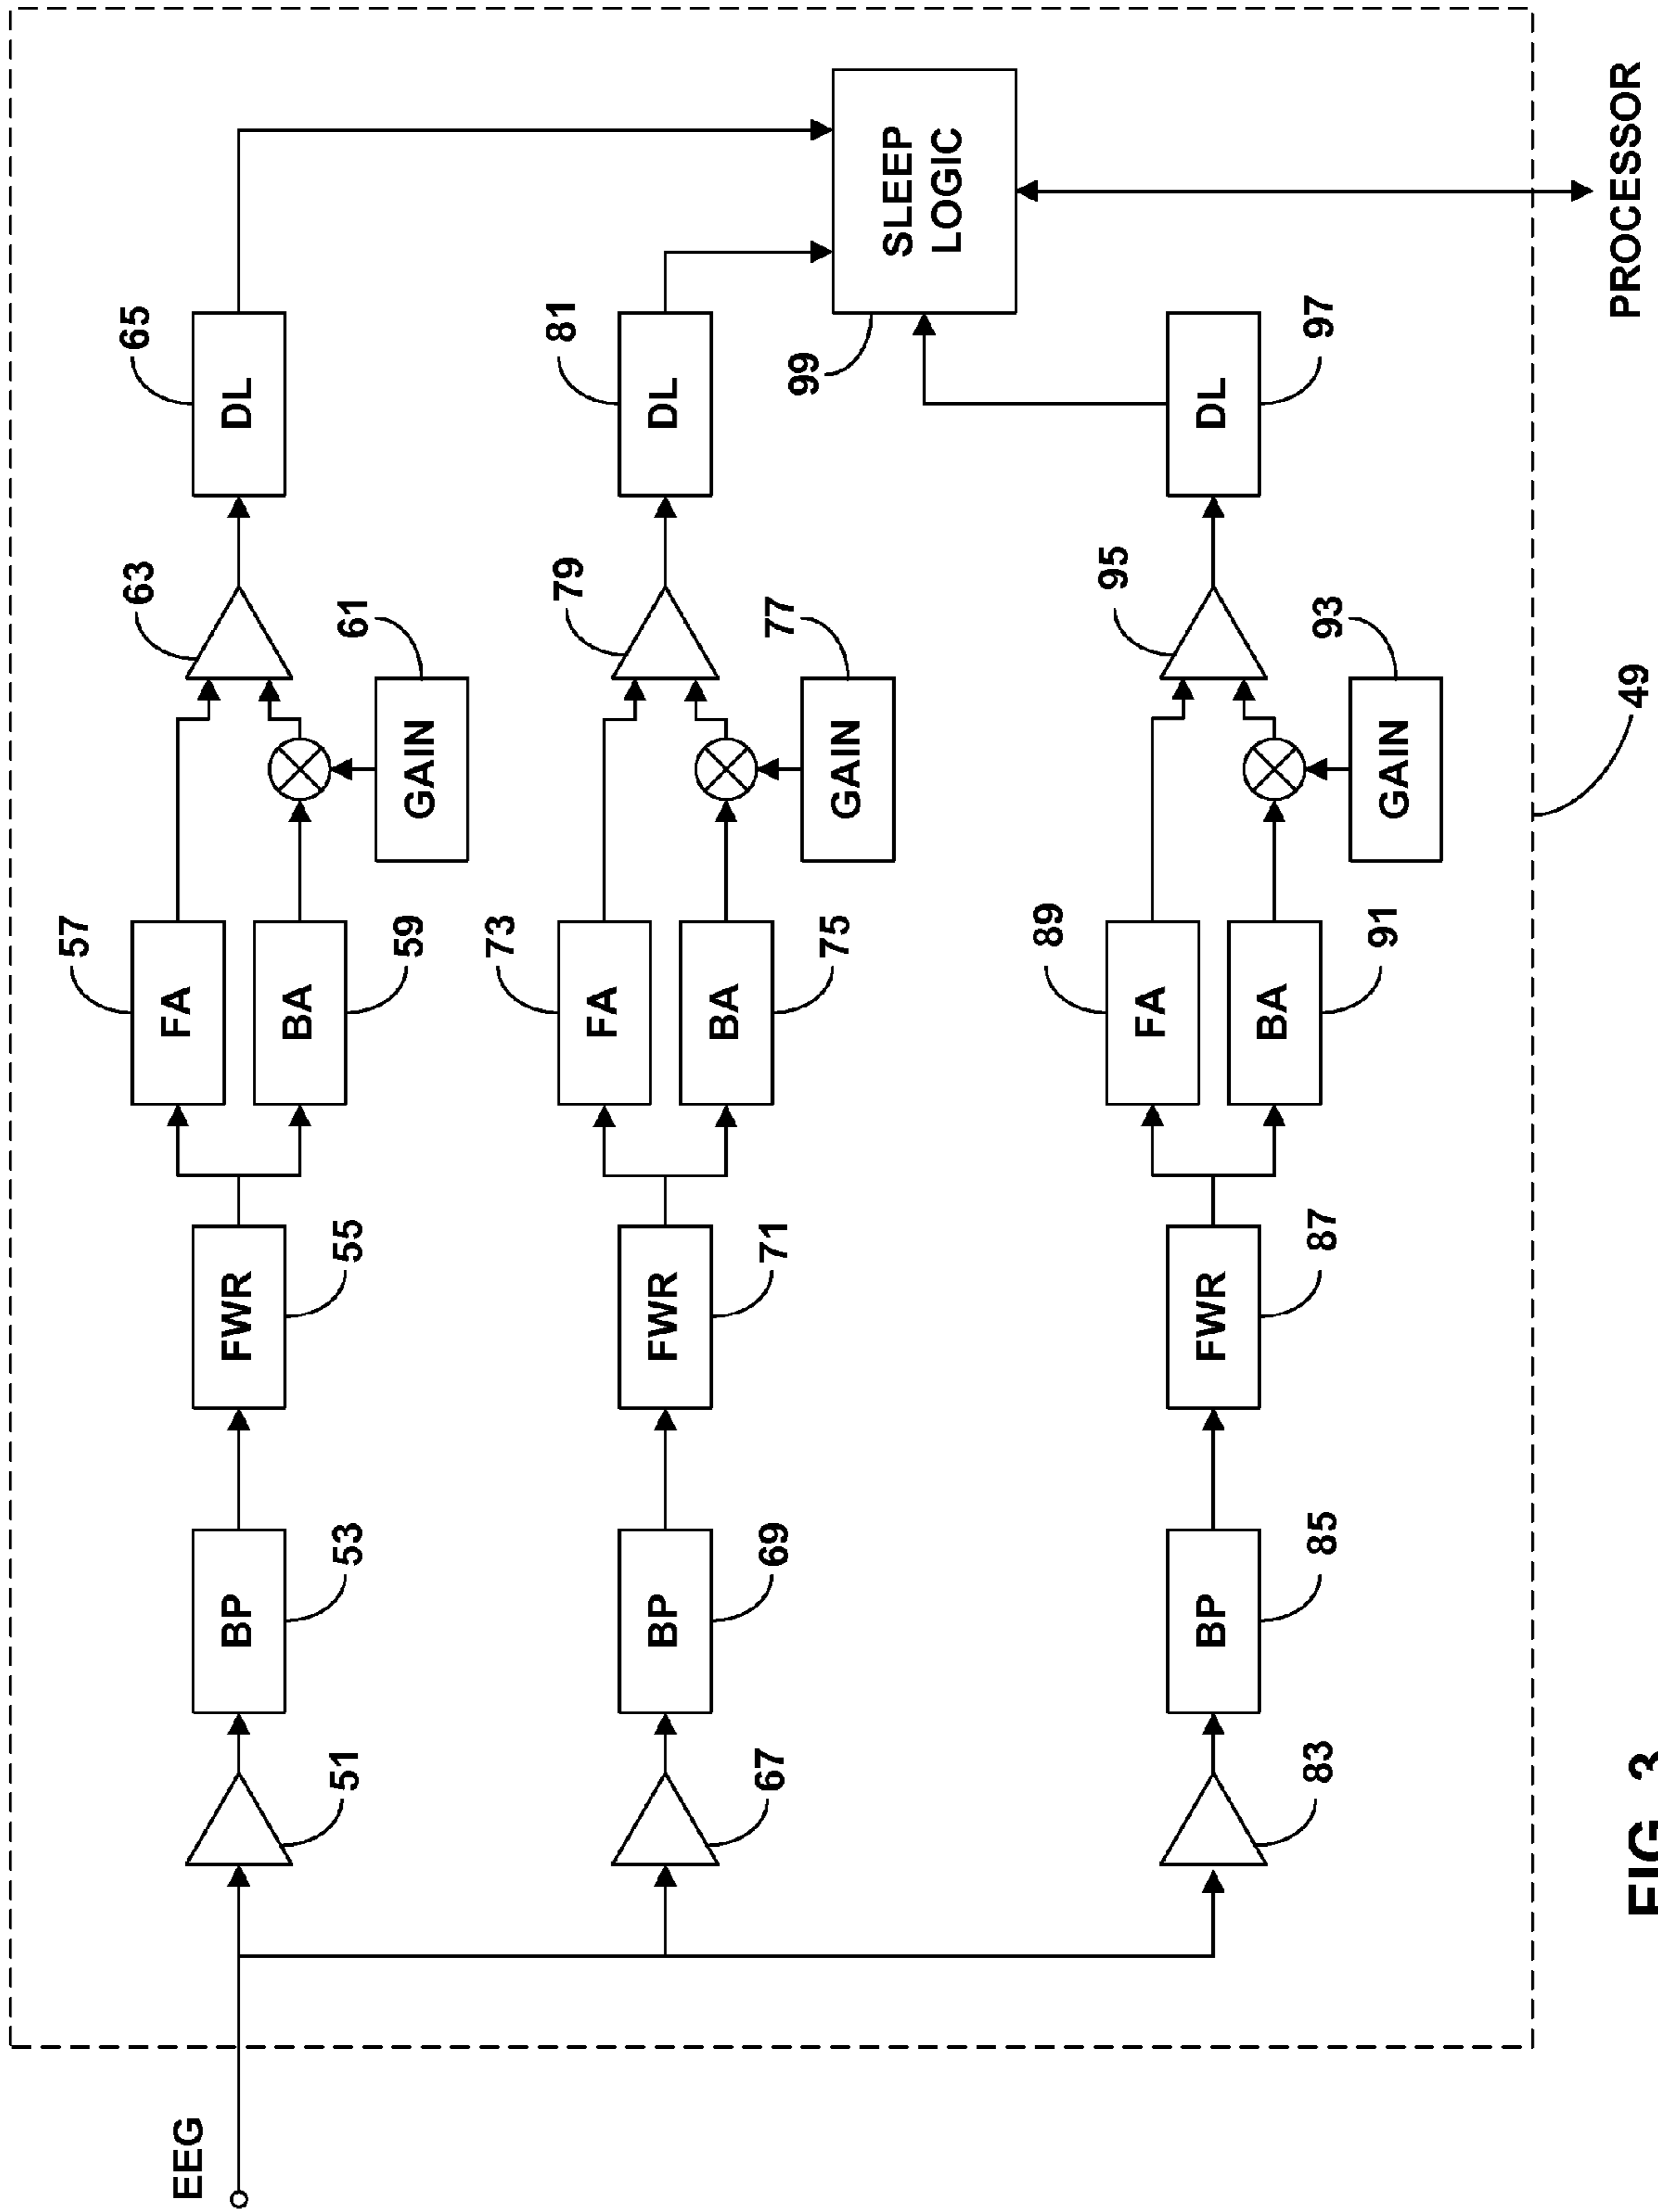 EEG
51
BP
53
FWR
55
FA
57
BA
59
GAIN
61
63
DL
65
67
BP
69
FWR
71
FA
73
BA
75
GAIN
77
79
DL
81
83
BP
85
FWR
87
FA
89
BA
91
GAIN
93
95
DL
97
SLEEP
LOGIC
99
PROCESSOR
49
FIG. 3